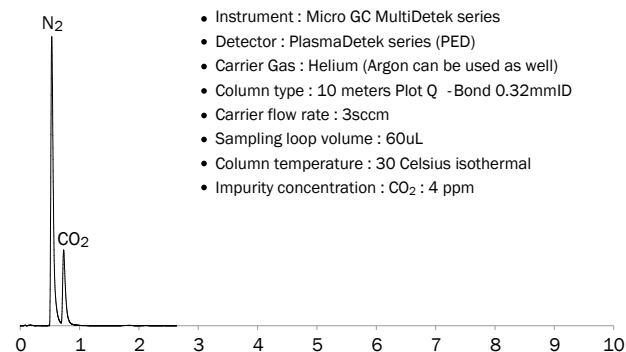 N2
• Instrument : Micro GC MultiDetek series
• Detector : PlasmaDetek series (PED)
• Carrier Gas : Helium (Argon can be used as well)
• Column type : 10 meters Plot Q -Bond 0.32mmID
• Carrier flow rate : 3sccm
• Sampling loop volume : 60uL
• Column temperature : 30 Celsius isothermal
• Impurity concentration : CO2 : 4 ppm
CO2
0 1 2 3 4 5 6 7 8 9 10